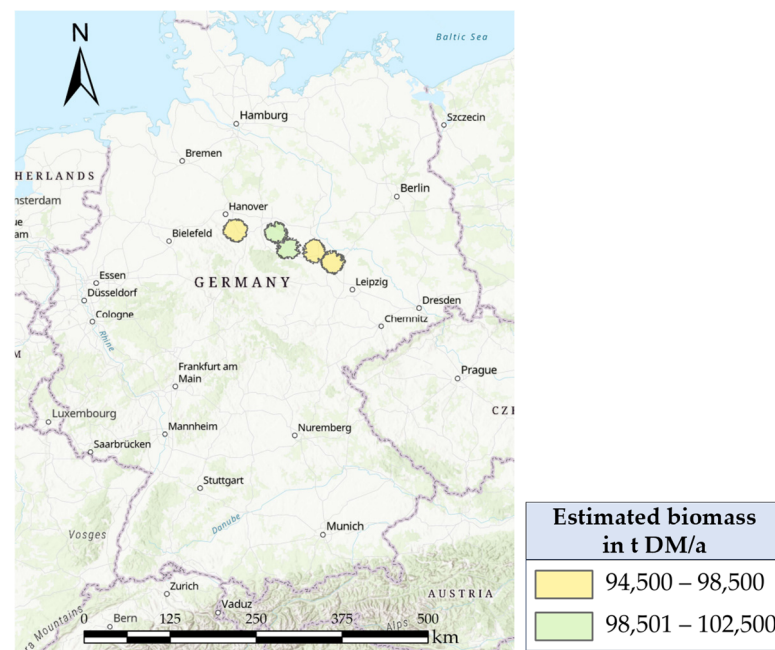 N
Baltic Sea
Hamburg
Szczecin
Bremen
HERLANDS
Berlin
Hanover
Bielefeld
GERMANY
Essen
Leipzig
Düsseldorf
Dresden
Cologne
Chemnitz
Rhine
Frankfurt am
Main
Prague
Luxembourg
CZ
Mannheim
Nuremberg
Saarbrücken
Stuttgart
Danube
Munich
Vosges
Zurich
AUSTRIA
Vaduz
Bern
Alps
ra Mountains
0 125 250 375 500
km
Estimated biomass
in t DM/a
94,500 – 98,500
98,501 – 102,500